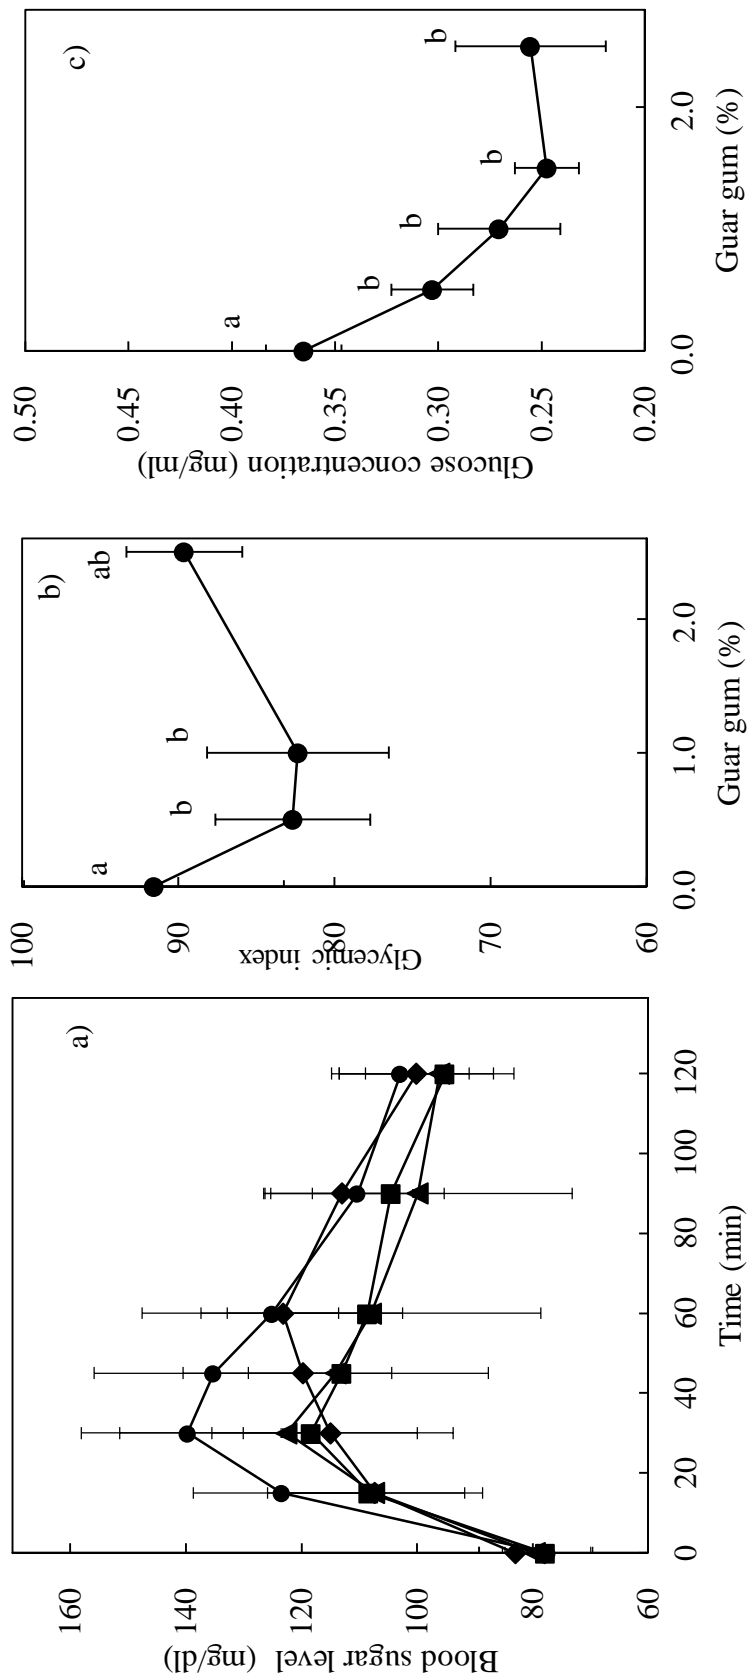 a)
160
140
120
100
80
60
Blood sugar level (mg/dl)
0
20
40
60
80
100
120
Time (min)
b)
100
90
80
70
60
Glycemic index
a
b
b
ab
0.0
1.0
2.0
Guar gum (%)
c)
0.50
0.45
0.40
0.35
0.30
0.25
0.20
Glucose concentration (mg/ml)
a
b
b
b
b
0.0
2.0
Guar gum (%)